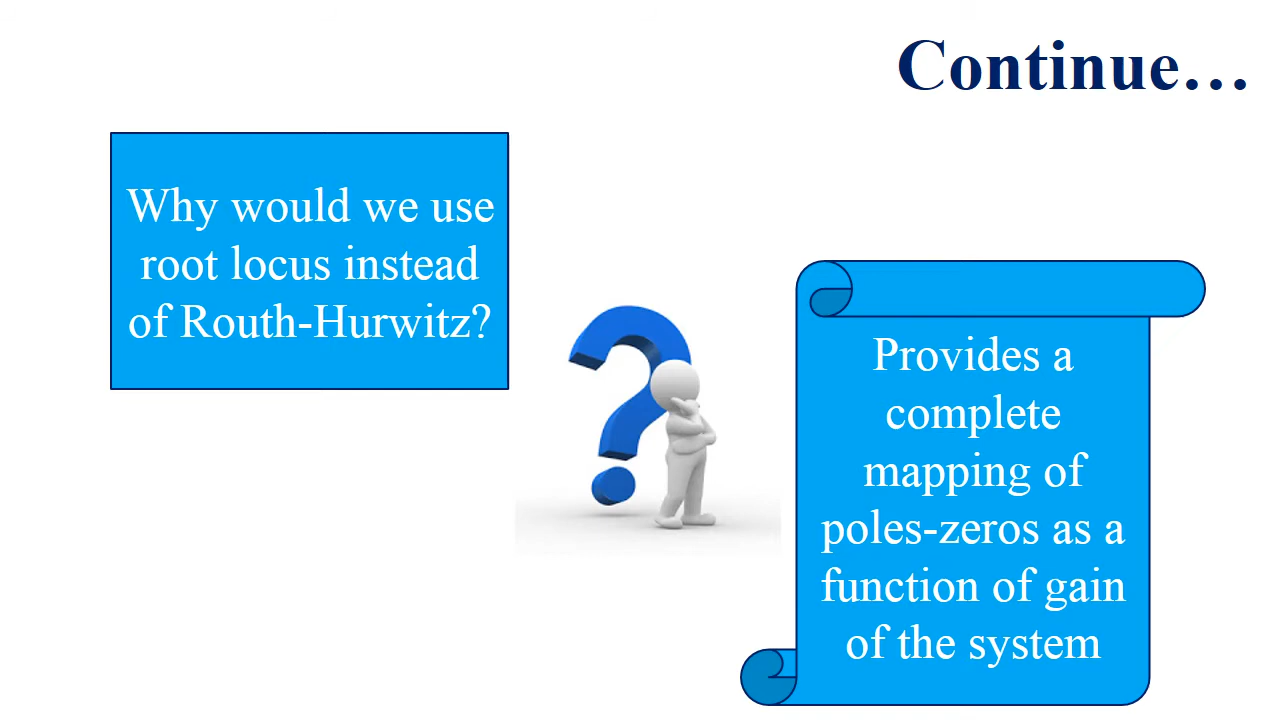 Continue…
Why would we use
root locus instead
of Routh-Hurwitz?
Provides a
complete
mapping of
poles-zeros as a
function of gain
of the system